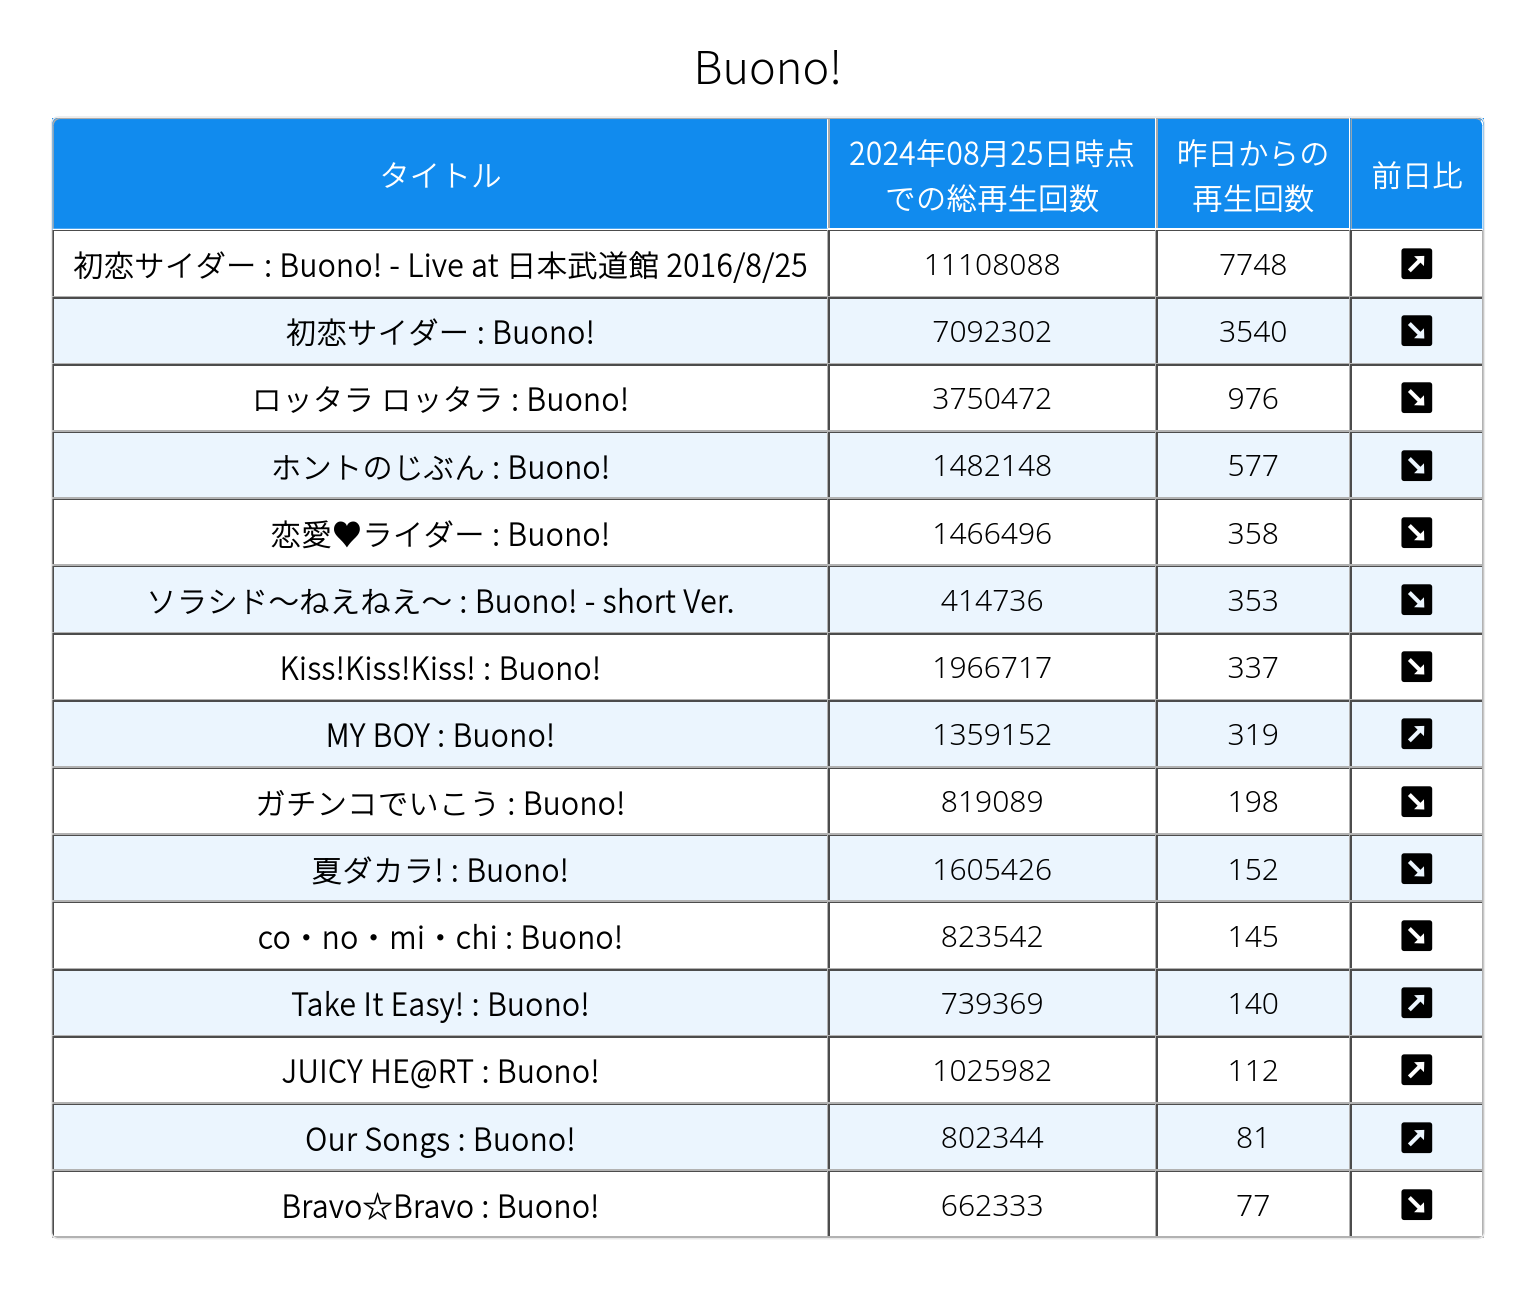 Buono!
タイトル
2024年08月25日時点
での総再生回数
昨日からの
再生回数
前日比
初恋サイダー : Buono! - Live at 日本武道館 2016/8/25 11108088 7748
初恋サイダー : Buono! 7092302 3540
ロッタラ ロッタラ : Buono! 3750472 976
ホントのじぶん : Buono! 1482148 577
恋愛♥ライダー : Buono! 1466496 358
ソラシド〜ねえねえ〜 : Buono! - short Ver. 414736 353
Kiss!Kiss!Kiss! : Buono! 1966717 337
MY BOY : Buono! 1359152 319
ガチンコでいこう : Buono! 819089 198
夏ダカラ! : Buono! 1605426 152
co・no・mi・chi : Buono! 823542 145
Take It Easy! : Buono! 739369 140
JUICY HE@RT : Buono! 1025982 112
Our Songs : Buono! 802344 81
Bravo☆Bravo : Buono! 662333 77